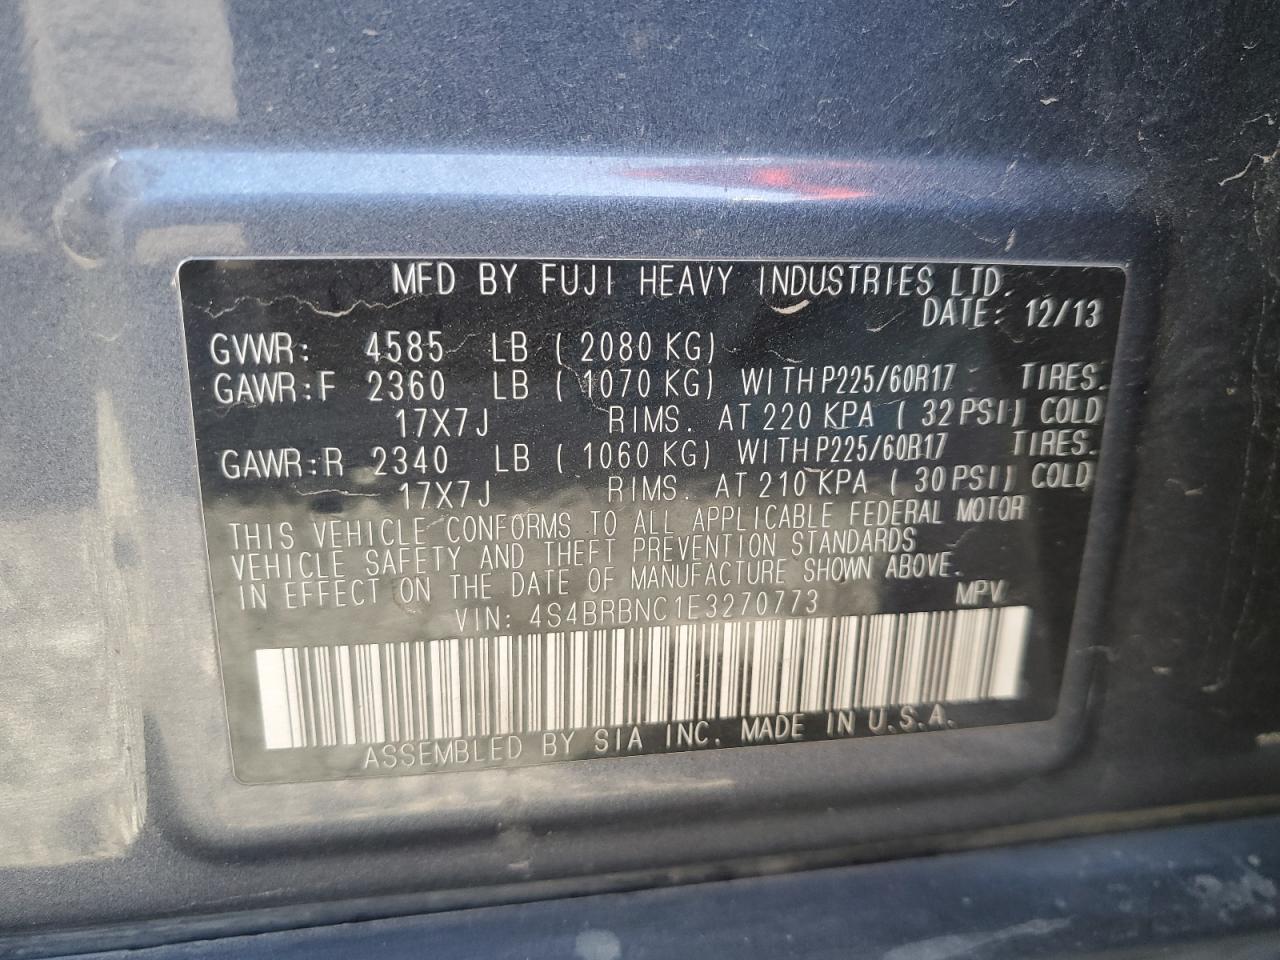 MFD BY FUJI HEAVY INDUSTRIES LTD.
DATE: 12/13
GVWR: 4585 LB ( 2080 KG)
GAWR:F 2360 LB ( 1070 KG) WITH P225/60R17 TIRES.
17X7J RIMS. AT 220 KPA ( 32 PSI) COLD
GAWR:R 2340 LB ( 1060 KG) WITH P225/60R17 TIRES.
17X7J RIMS. AT 210 KPA ( 30 PSI) COLD
THIS VEHICLE CONFORMS TO ALL APPLICABLE FEDERAL MOTOR
VEHICLE SAFETY AND THEFT PREVENTION STANDARDS
IN EFFECT ON THE DATE OF MANUFACTURE SHOWN ABOVE.
VIN: 4S4BRBNC1E3270773 MPV
ASSEMBLED BY SIA INC. MADE IN U.S.A.